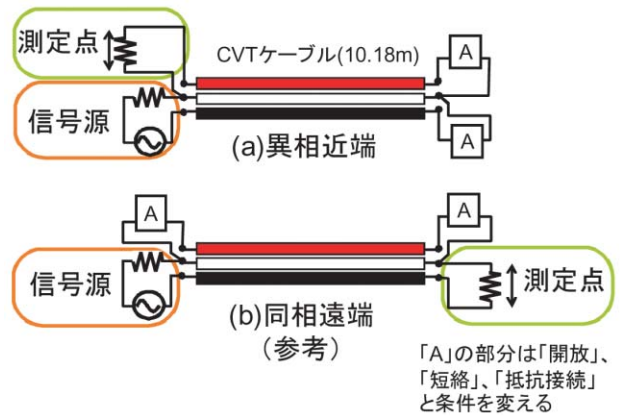 測定点
CVTケーブル(10.18m)
A
信号源
(a)異相近端
A
A
A
信号源
測定点
(b)同相遠端
(参考)
「A」の部分は「開放」、
「短絡」、「抵抗接続」
と条件を変える